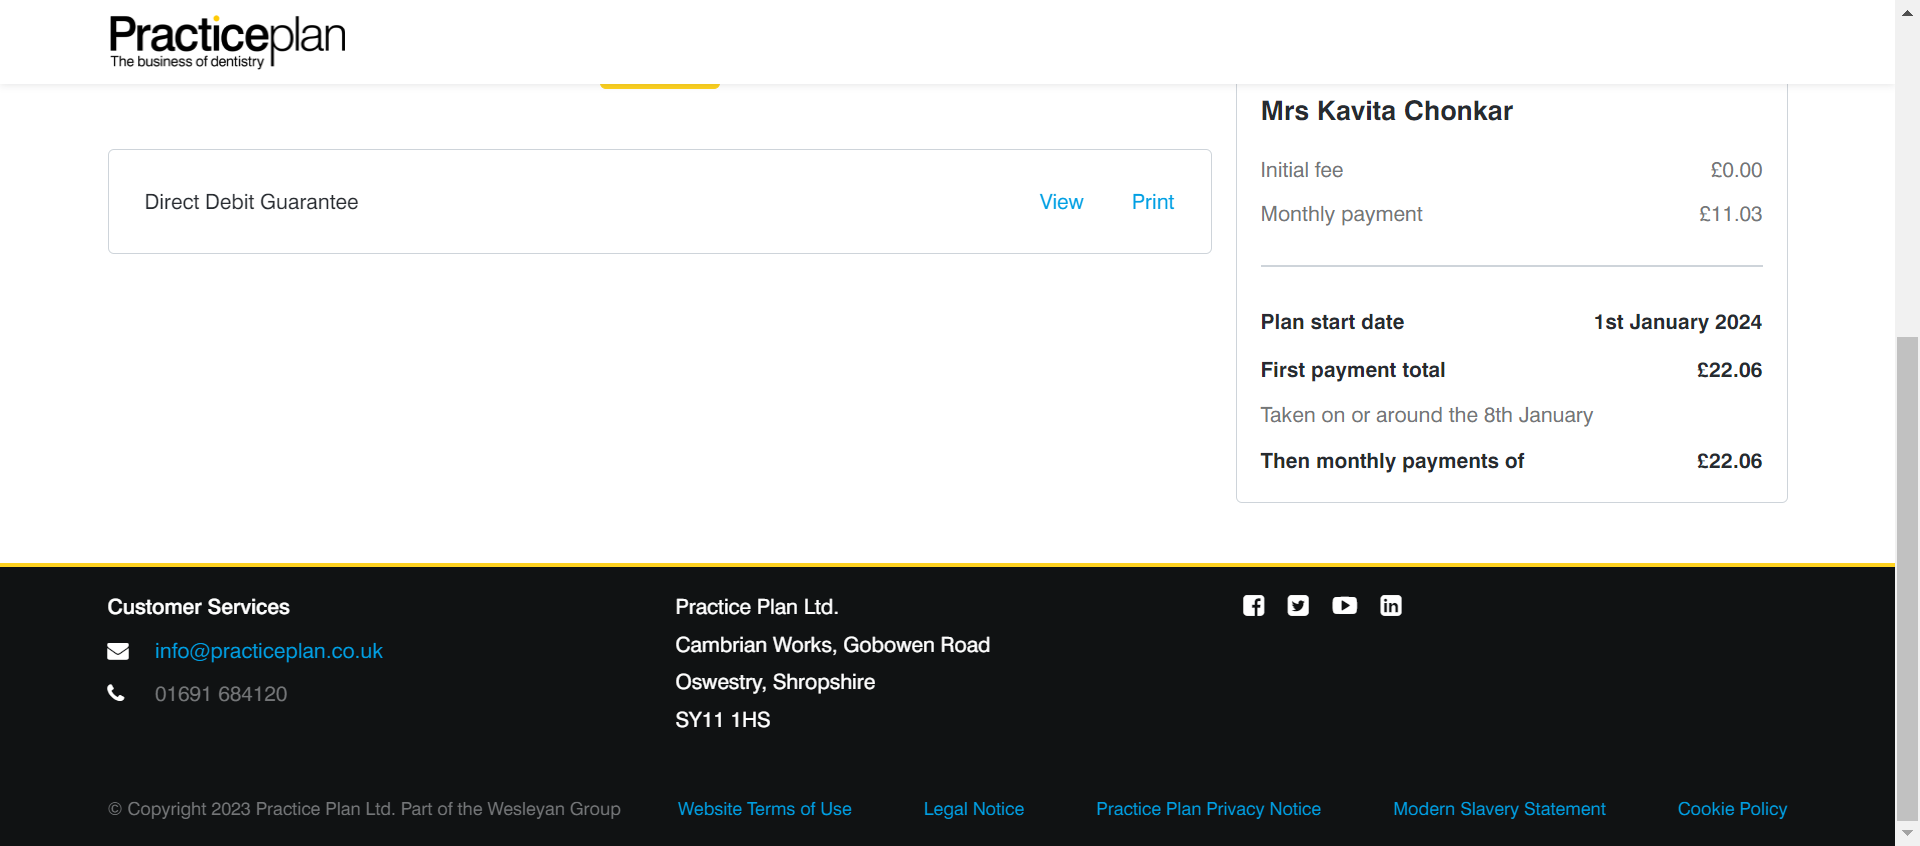 Practiceplan
The business of dentistry
Direct Debit Guarantee View Print
Mrs Kavita Chonkar
Initial fee £0.00
Monthly payment £11.03
Plan start date 1st January 2024
First payment total £22.06
Taken on or around the 8th January
Then monthly payments of £22.06
Customer Services
info@practiceplan.co.uk
01691 684120
Practice Plan Ltd.
Cambrian Works, Gobowen Road
Oswestry, Shropshire
SY11 1HS
© Copyright 2023 Practice Plan Ltd. Part of the Wesleyan Group Website Terms of Use Legal Notice Practice Plan Privacy Notice Modern Slavery Statement Cookie Policy